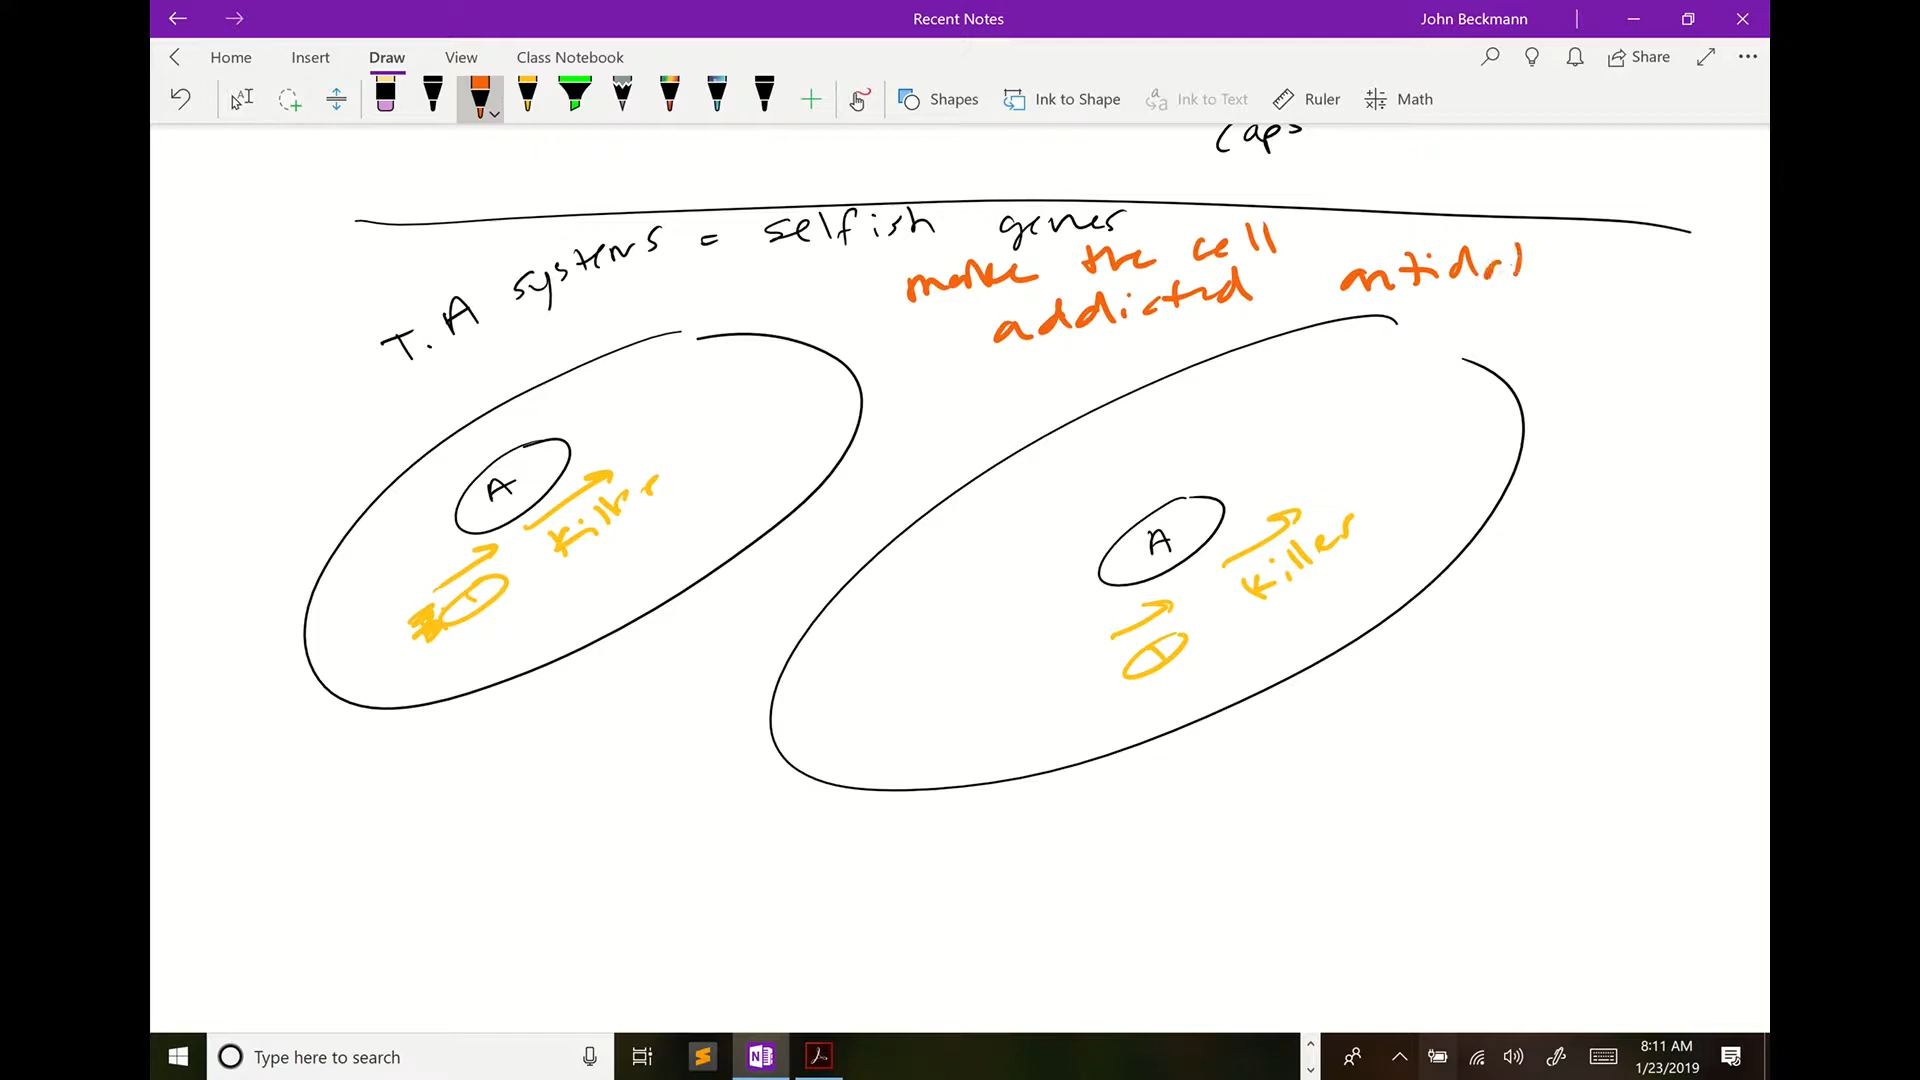 Recent Notes
John Beckmann
Home Insert Draw View Class Notebook
Share
Shapes Ink to Shape Ink to Text Ruler Math
T.A systems = selfish genes
make the cell
addicted
A
Killer
A
Killer
Type here to search
8:11 AM
1/23/2019